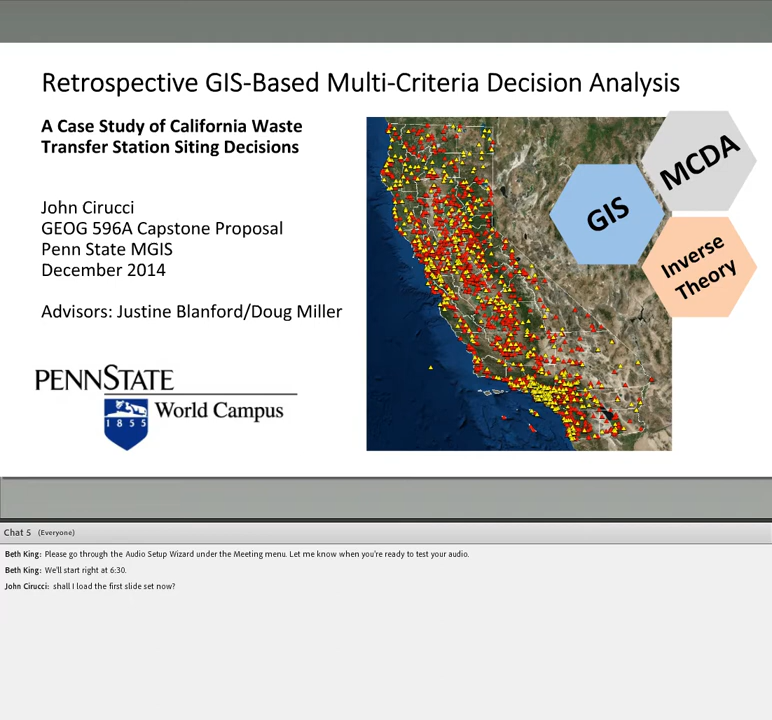 Retrospective GIS-Based Multi-Criteria Decision Analysis
A Case Study of California Waste
Transfer Station Siting Decisions
John Cirucci
GEOG 596A Capstone Proposal
Penn State MGIS
December 2014
Advisors: Justine Blanford/Doug Miller
PENNSTATE
World Campus
1855
MCDA
GIS
Inverse
Theory
Chat 5 (Everyone)
Beth King: Please go through the Audio Setup Wizard under the Meeting menu. Let me know when you're ready to test your audio.
Beth King: We'll start right at 6:30.
John Cirucci: shall I load the first slide set now?